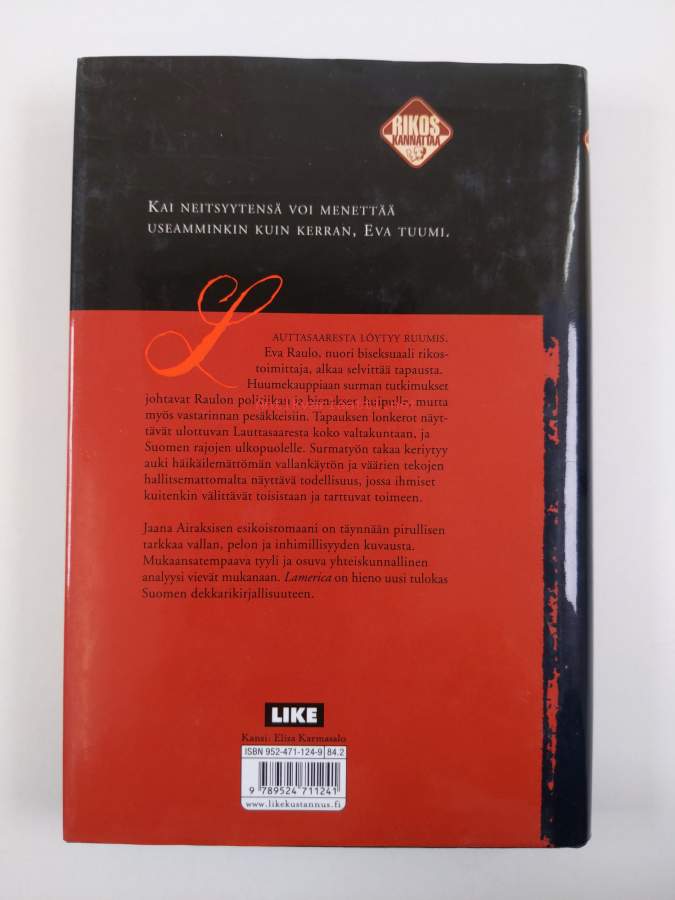 RIKOS
KANNATTAA
KAI NEITSYYTENSÄ VOI MENETTÄÄ
USEAMMINKIN KUIN KERRAN, EVA TUUMI.
LAUTTASAARESTA LÖYTYY RUUMIS.
Eva Raulo, nuori biseksuaali rikos-
toimittaja, alkaa selvittää tapausta.
Huumekauppiaan surman tutkimukset
johtavat Raulon politiikan ja bisneksen huipulle, mutta
myös vastarinnan pesäkkeisiin. Tapauksen lonkerot näyt-
tävät ulottuvan Lauttasaaresta koko valtakuntaan, ja
Suomen rajojen ulkopuolelle. Surmatyön takaa keriytyy
auki häikäilemättömän vallankäytön ja väärien tekojen
hallitsemattomalta näyttävä todellisuus, jossa ihmiset
kuitenkin välittävät toisistaan ja tarttuvat toimeen.
Jaana Airaksisen esikoisromaani on täynnään pirullisen
tarkkaa vallan, pelon ja inhimillisyyden kuvausta.
Mukaansatempaava tyyli ja osuva yhteiskunnallinen
analyysi vievät mukanaan. Lamerica on hieno uusi tulokas
Suomen dekkarikirjallisuuteen.
LIKE
Kansi: Eliza Karmasalo
ISBN 952-471-124-9 84.2
9 789524 711241
www.likekustannus.fi